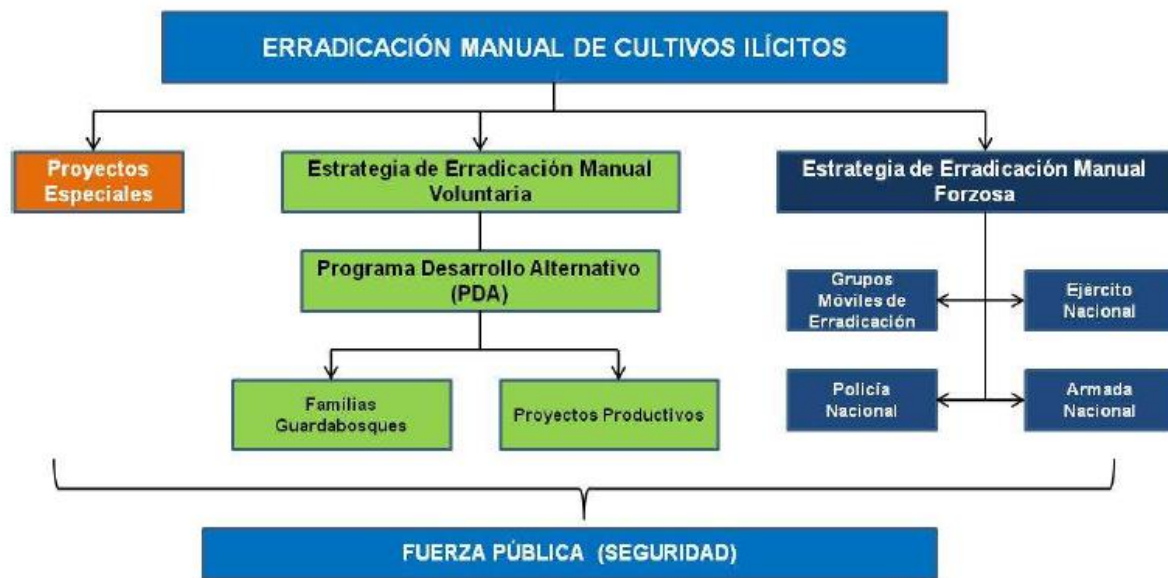 ERRADICACIÓN MANUAL DE CULTIVOS ILÍCITOS
Proyectos
Especiales
Estrategia de Erradicación Manual
Voluntaria
Estrategia de Erradicación Manual
Forzosa
Programa Desarrollo Alternativo
(PDA)
Grupos
Móviles de
Erradicación
Ejército
Nacional
Familias
Guardabosques
Proyectos Productivos
Policía
Nacional
Armada
Nacional
FUERZA PÚBLICA (SEGURIDAD)